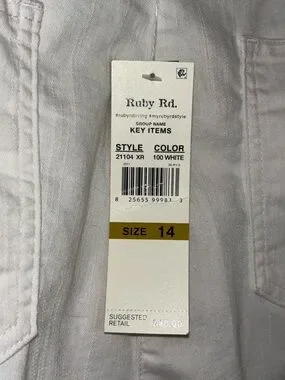 Ruby Rd.
#rubyrdliving #myrubyrdstyle
GROUP NAME
KEY ITEMS
STYLE COLOR
21104 XR 100 WHITE
8 25655 99981 3
SIZE 14
SUGGESTED
RETAIL